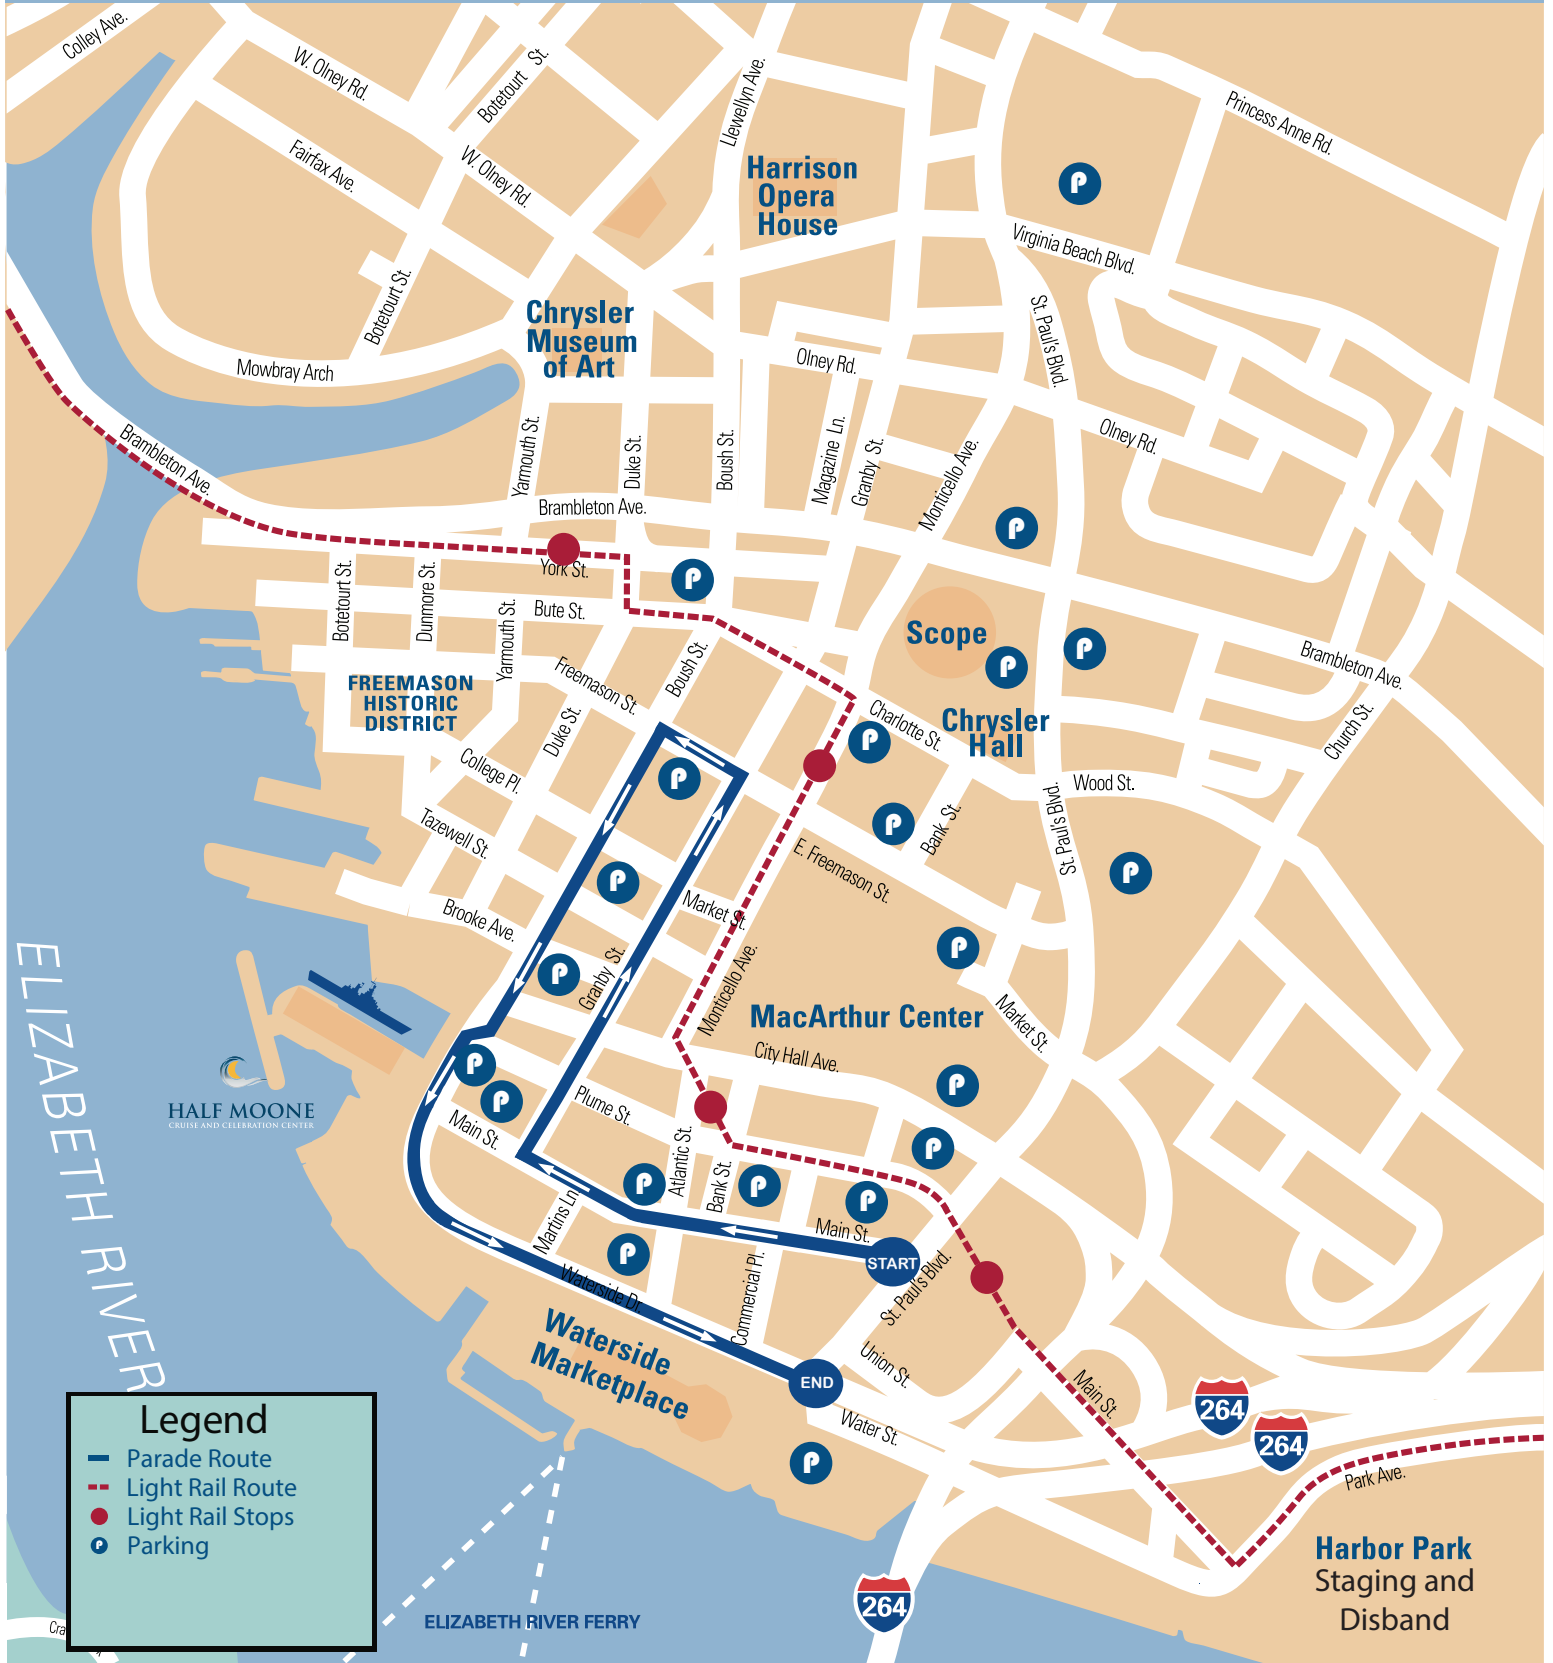 Colley Ave.
W. Olney Rd.
Botetourt St.
Llewellyn Ave.
Princess Anne Rd.
Fairfax Ave.
W. Olney Rd.
Harrison
Opera
House
P
Virginia Beach Blvd.
Botetourt St.
Chrysler
Museum
of Art
St. Paul's Blvd.
Mowbray Arch
Olney Rd.
Olney Rd.
Brambleton Ave.
Yarmouth St.
Duke St.
Boush St.
Magazine Ln.
Granby St.
Monticello Ave.
Brambleton Ave.
P
York St.
P
Botetourt St.
Dunmore St.
Yarmouth St.
Bute St.
Scope
P
P
Brambleton Ave.
Freemason St.
Boush St.
FREEMASON
HISTORIC
DISTRICT
Duke St.
Charlotte St.
P
Chrysler
Hall
Church St.
College Pl.
P
Wood St.
Tazewell St.
P
Bank St.
St. Paul's Blvd.
E. Freemason St.
P
P
Market St.
Brooke Ave.
P
P
Granby St.
Monticello Ave.
MacArthur Center
Market St.
ELIZABETH RIVER
City Hall Ave.
P
P
P
HALF MOONE
CRUISE AND CELEBRATION CENTER
Main St.
Plume St.
Atlantic St.
Bank St.
P
P
P
P
Martins Ln.
Main St.
START
P
St. Paul's Blvd.
Waterside Dr.
Commercial Pl.
Waterside
Marketplace
Union St.
END
Main St.
Water St.
264
264
P
Park Ave.
Legend
Parade Route
Light Rail Route
Light Rail Stops
P Parking
Harbor Park
Staging and
Disband
264
ELIZABETH RIVER FERRY
Cra